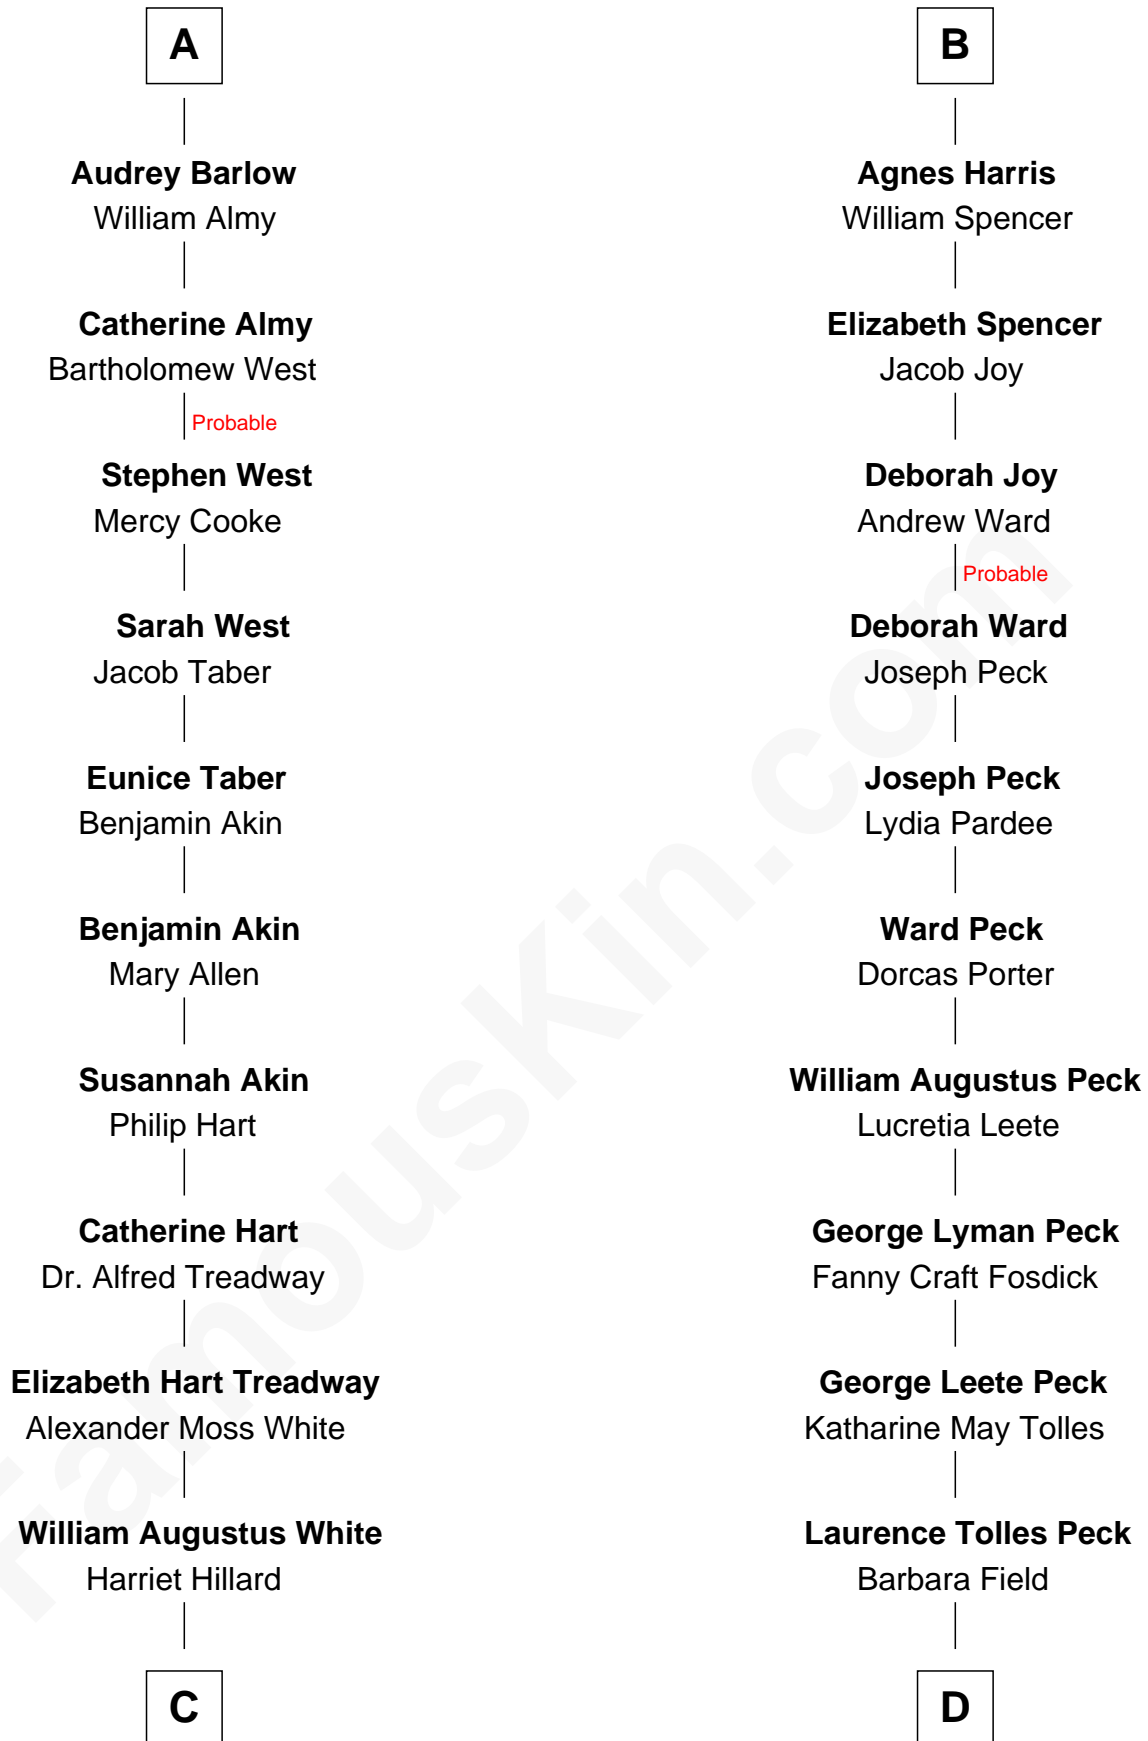 A
Audrey Barlow
William Almy
Catherine Almy
Bartholomew West
Probable
Stephen West
Mercy Cooke
Sarah West
Jacob Taber
Eunice Taber
Benjamin Akin
Benjamin Akin
Mary Allen
Susannah Akin
Philip Hart
Catherine Hart
Dr. Alfred Treadway
Elizabeth Hart Treadway
Alexander Moss White
William Augustus White
Harriet Hillard
C
B
Agnes Harris
William Spencer
Elizabeth Spencer
Jacob Joy
Deborah Joy
Andrew Ward
Probable
Deborah Ward
Joseph Peck
Joseph Peck
Lydia Pardee
Ward Peck
Dorcas Porter
William Augustus Peck
Lucretia Leete
George Lyman Peck
Fanny Craft Fosdick
George Leete Peck
Katharine May Tolles
Laurence Tolles Peck
Barbara Field
D
FamousKin.com